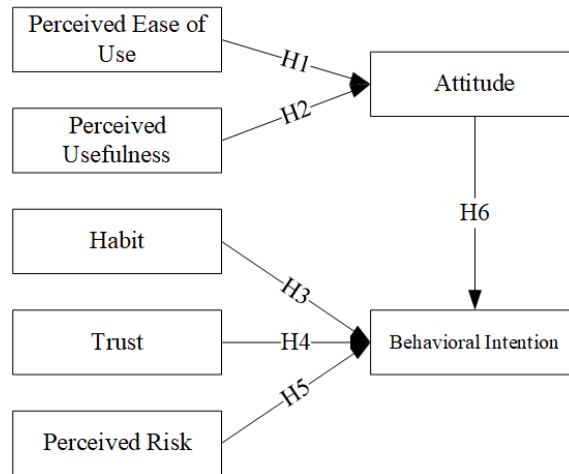 Perceived Ease of
Use
H1
Attitude
H2
Perceived
Usefulness
H6
Habit
H3
Trust
H4
Behavioral Intention
H5
Perceived Risk